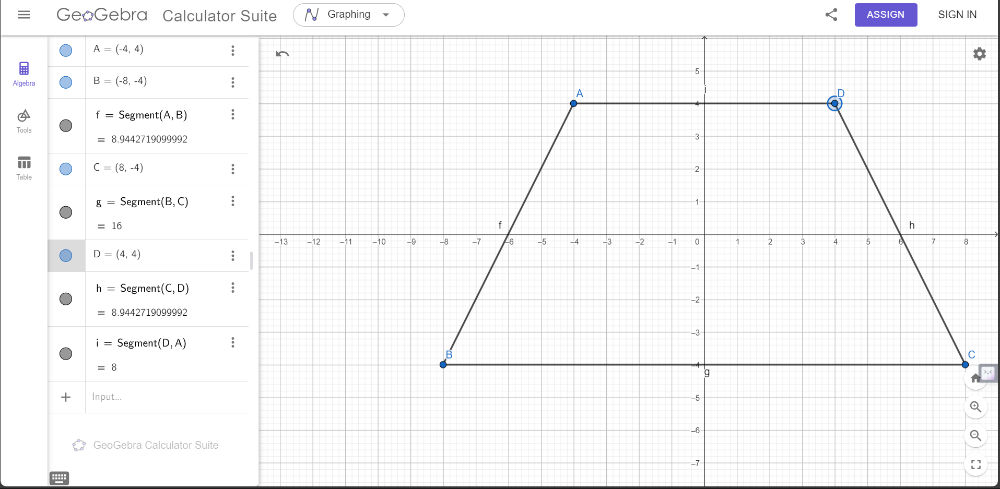 GeoGebra Calculator Suite Graphing ASSIGN SIGN IN
Algebra
Tools
Table
A = (-4, 4)
B = (-8, -4)
f = Segment(A, B)
= 8.9442719099992
C = (8, -4)
g = Segment(B, C)
= 16
D = (4, 4)
h = Segment(C, D)
= 8.9442719099992
i = Segment(D, A)
= 8
+ Input...
GeoGebra Calculator Suite
5
i
A D
4
3
2
1
f h
–13 –12 –11 –10 –9 –8 –7 –6 –5 –4 –3 –2 –1 0 1 2 3 4 5 6 7 8
–1
–2
–3
B C
–4
g
–5
–6
–7